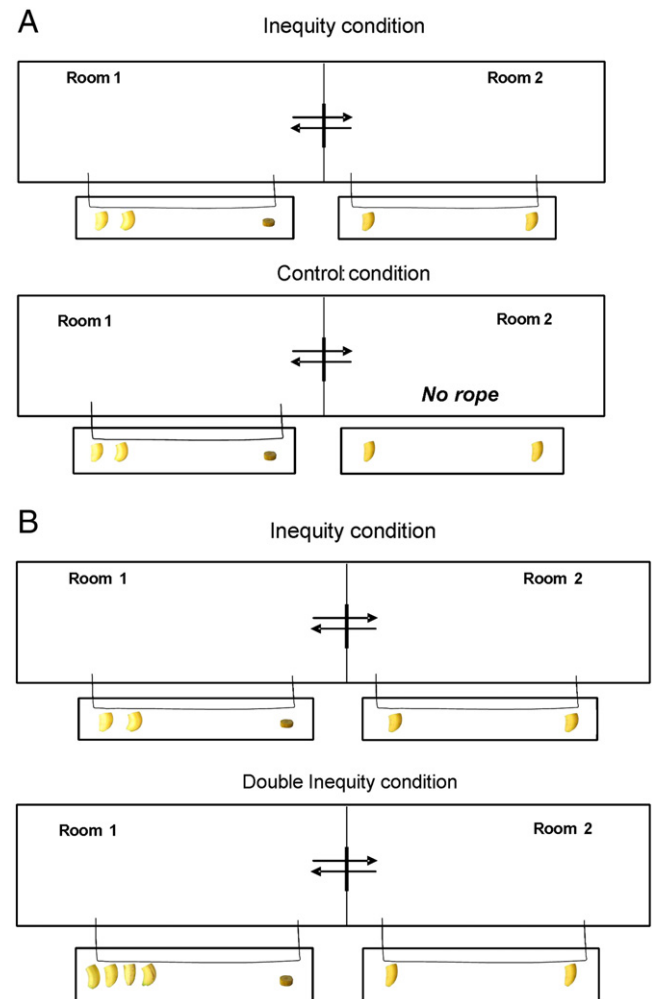 A
Inequity condition
Room 1
Room 2
Control: condition
Room 1
Room 2
No rope
B
Inequity condition
Room 1
Room 2
Double Inequity condition
Room 1
Room 2